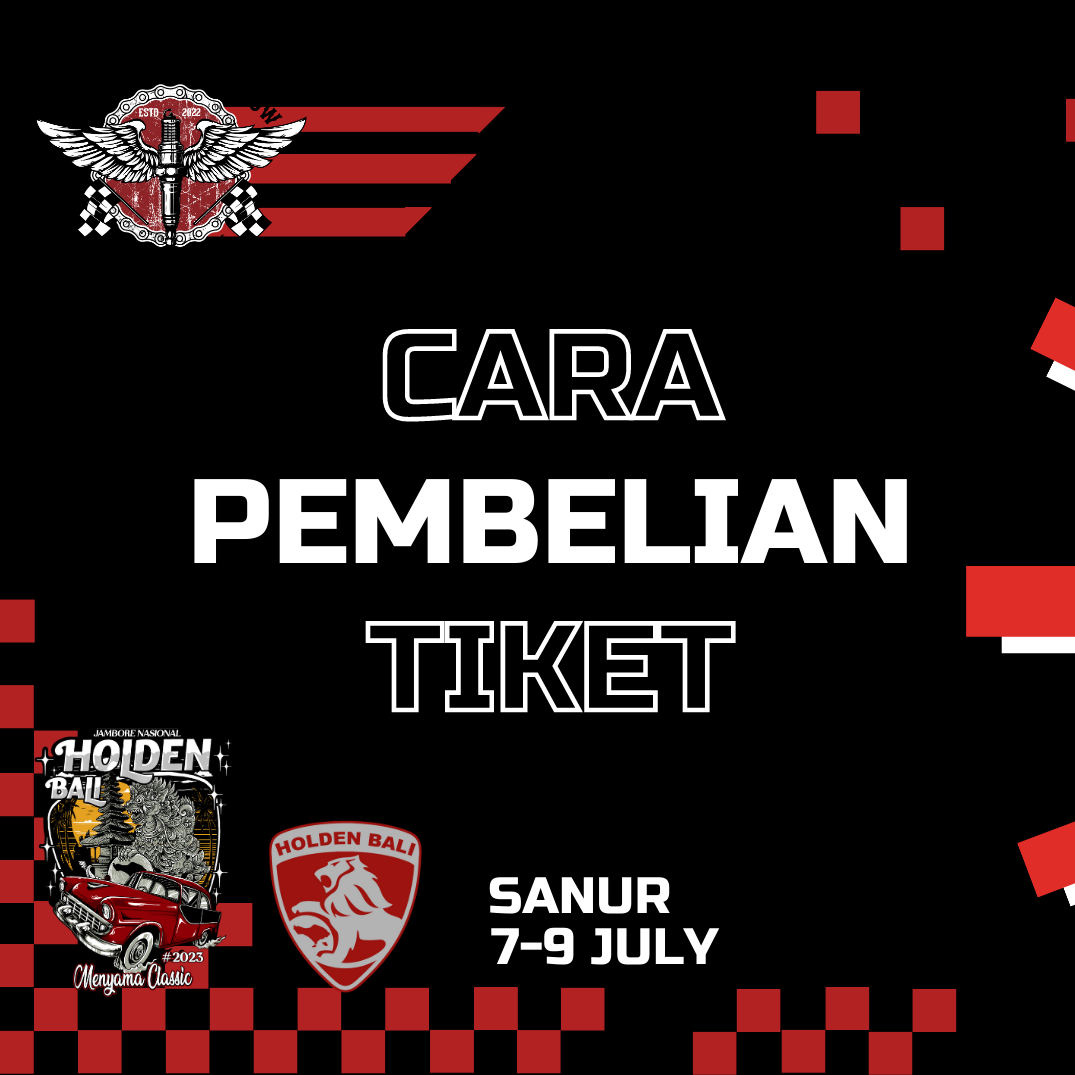 ESTD 2022
CARA
PEMBELIAN
TIKET
JAMBORE NASIONAL
HOLDEN
BALI
#2023
Menyama Classic
HOLDEN BALI
SANUR
7-9 JULY